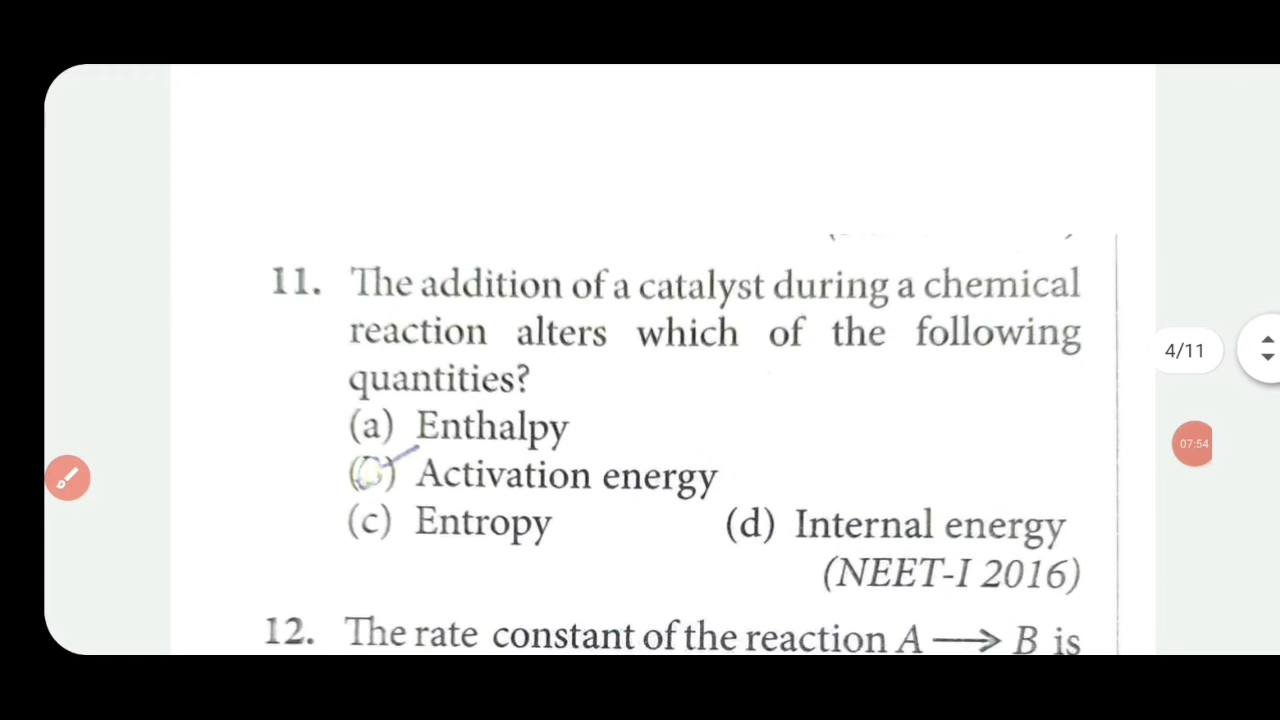 11. The addition of a catalyst during a chemical
reaction alters which of the following
quantities?
(a) Enthalpy
Activation energy
(c) Entropy (d) Internal energy
(NEET-I 2016)
12. The rate constant of the reaction A ⟶ B is
4/11
07:54